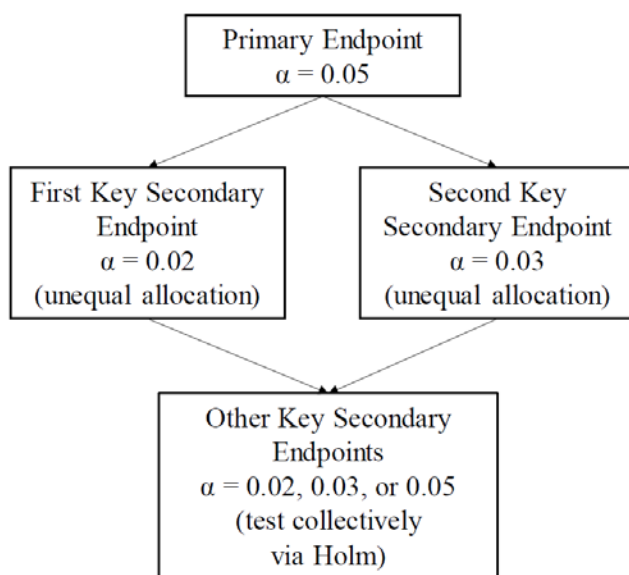 Primary Endpoint
α = 0.05
First Key Secondary
Endpoint
α = 0.02
(unequal allocation)
Second Key
Secondary Endpoint
α = 0.03
(unequal allocation)
Other Key Secondary
Endpoints
α = 0.02, 0.03, or 0.05
(test collectively
via Holm)